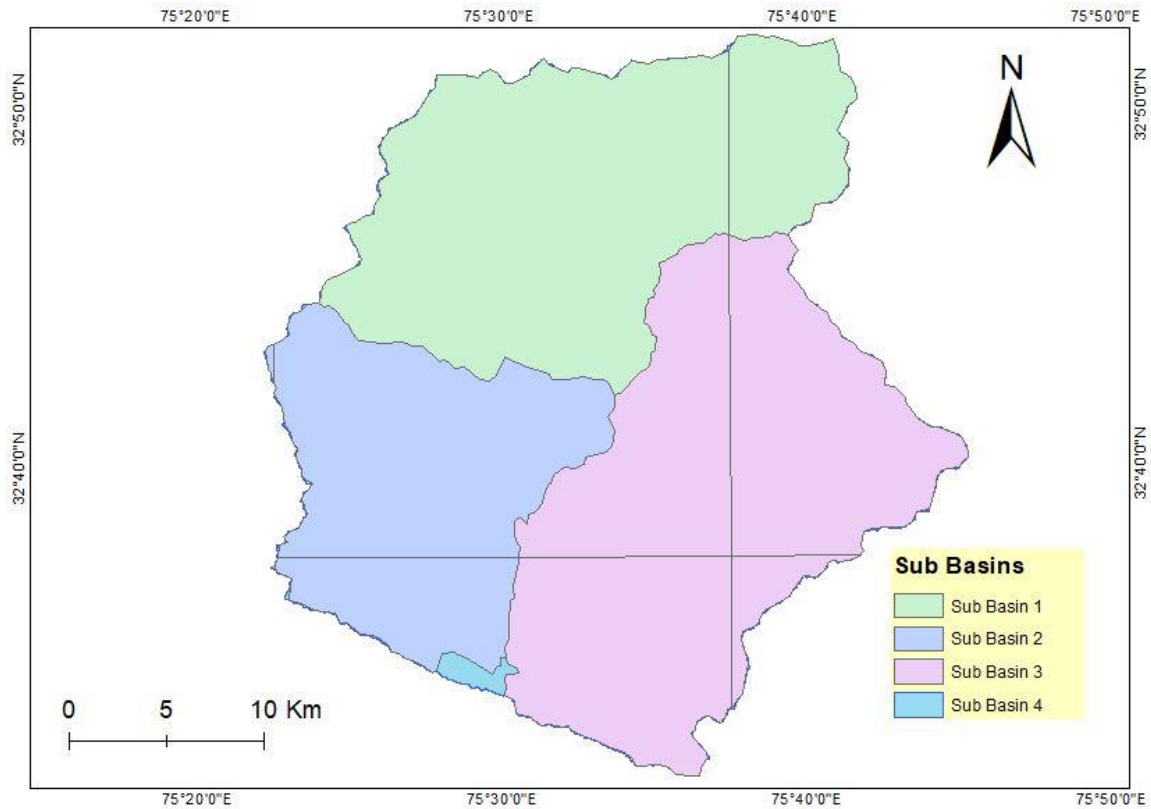 75°20'0"E 75°30'0"E 75°40'0"E 75°50'0"E
N
32°50'0"N 32°50'0"N
32°40'0"N 32°40'0"N
Sub Basins
Sub Basin 1
Sub Basin 2
Sub Basin 3
Sub Basin 4
0 5 10 Km
75°20'0"E 75°30'0"E 75°40'0"E 75°50'0"E